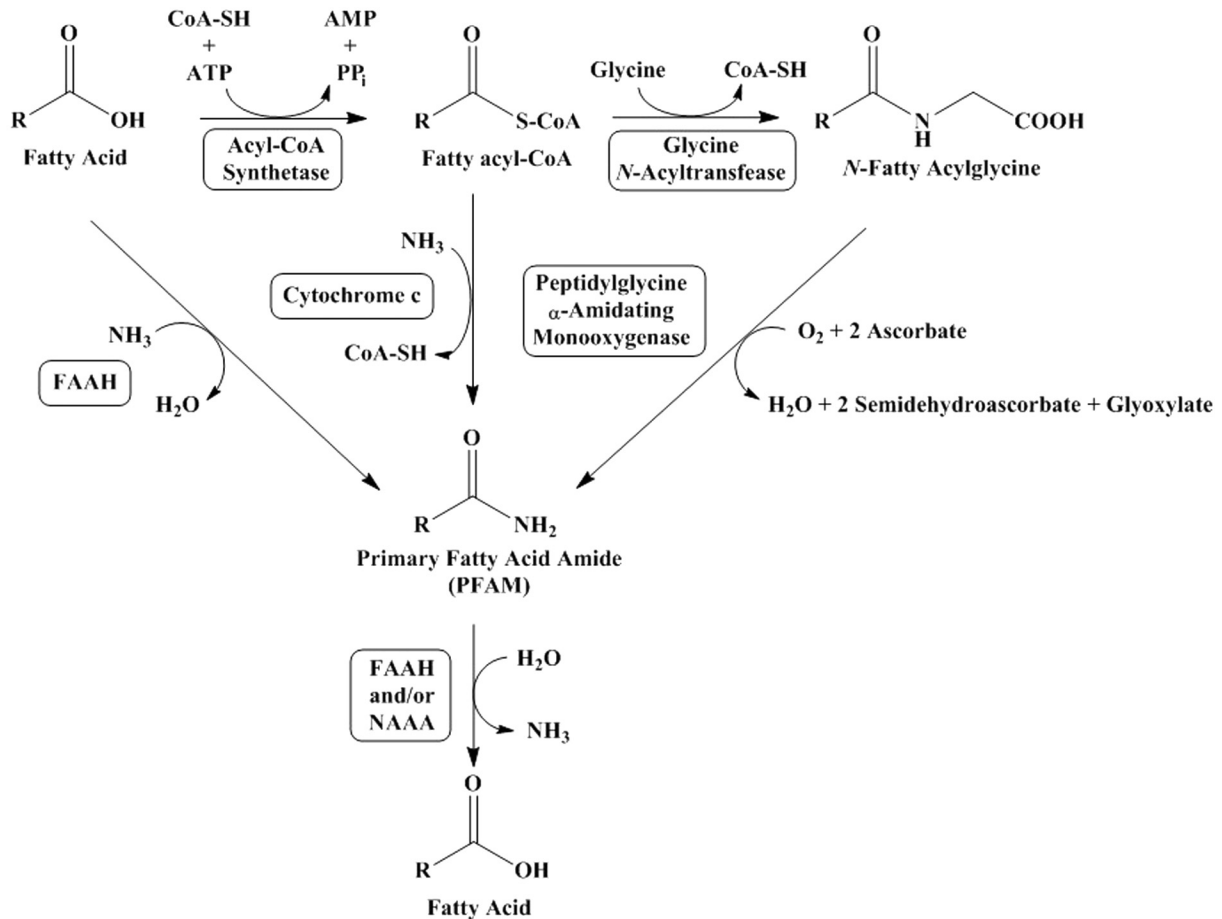 O
R
OH
Fatty Acid
CoA-SH
+
ATP
AMP
+
PPi
Acyl-CoA
Synthetase
O
R
S-CoA
Fatty acyl-CoA
Glycine
CoA-SH
Glycine
N-Acyltransfease
O
R
N
H
COOH
N-Fatty Acylglycine
NH3
FAAH
H2O
NH3
Cytochrome c
CoA-SH
Peptidylglycine
α-Amidating
Monooxygenase
O2 + 2 Ascorbate
H2O + 2 Semidehydroascorbate + Glyoxylate
O
R
NH2
Primary Fatty Acid Amide
(PFAM)
FAAH
and/or
NAAA
H2O
NH3
O
R
OH
Fatty Acid